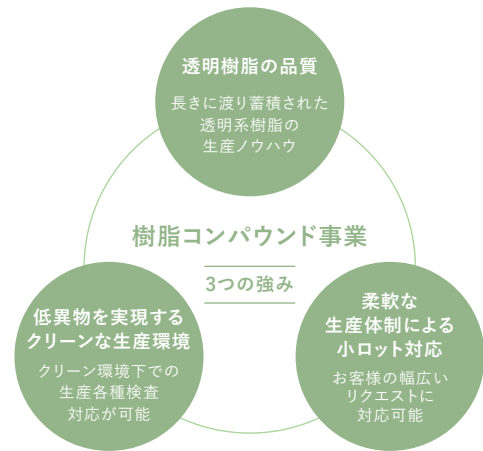 透明樹脂の品質
長きに渡り蓄積された
透明系樹脂の
生産ノウハウ
樹脂コンパウンド事業
3つの強み
低異物を実現する
クリーンな生産環境
クリーン環境下での
生産各種検査
対応が可能
柔軟な
生産体制による
小ロット対応
お客様の幅広い
リクエストに
対応可能